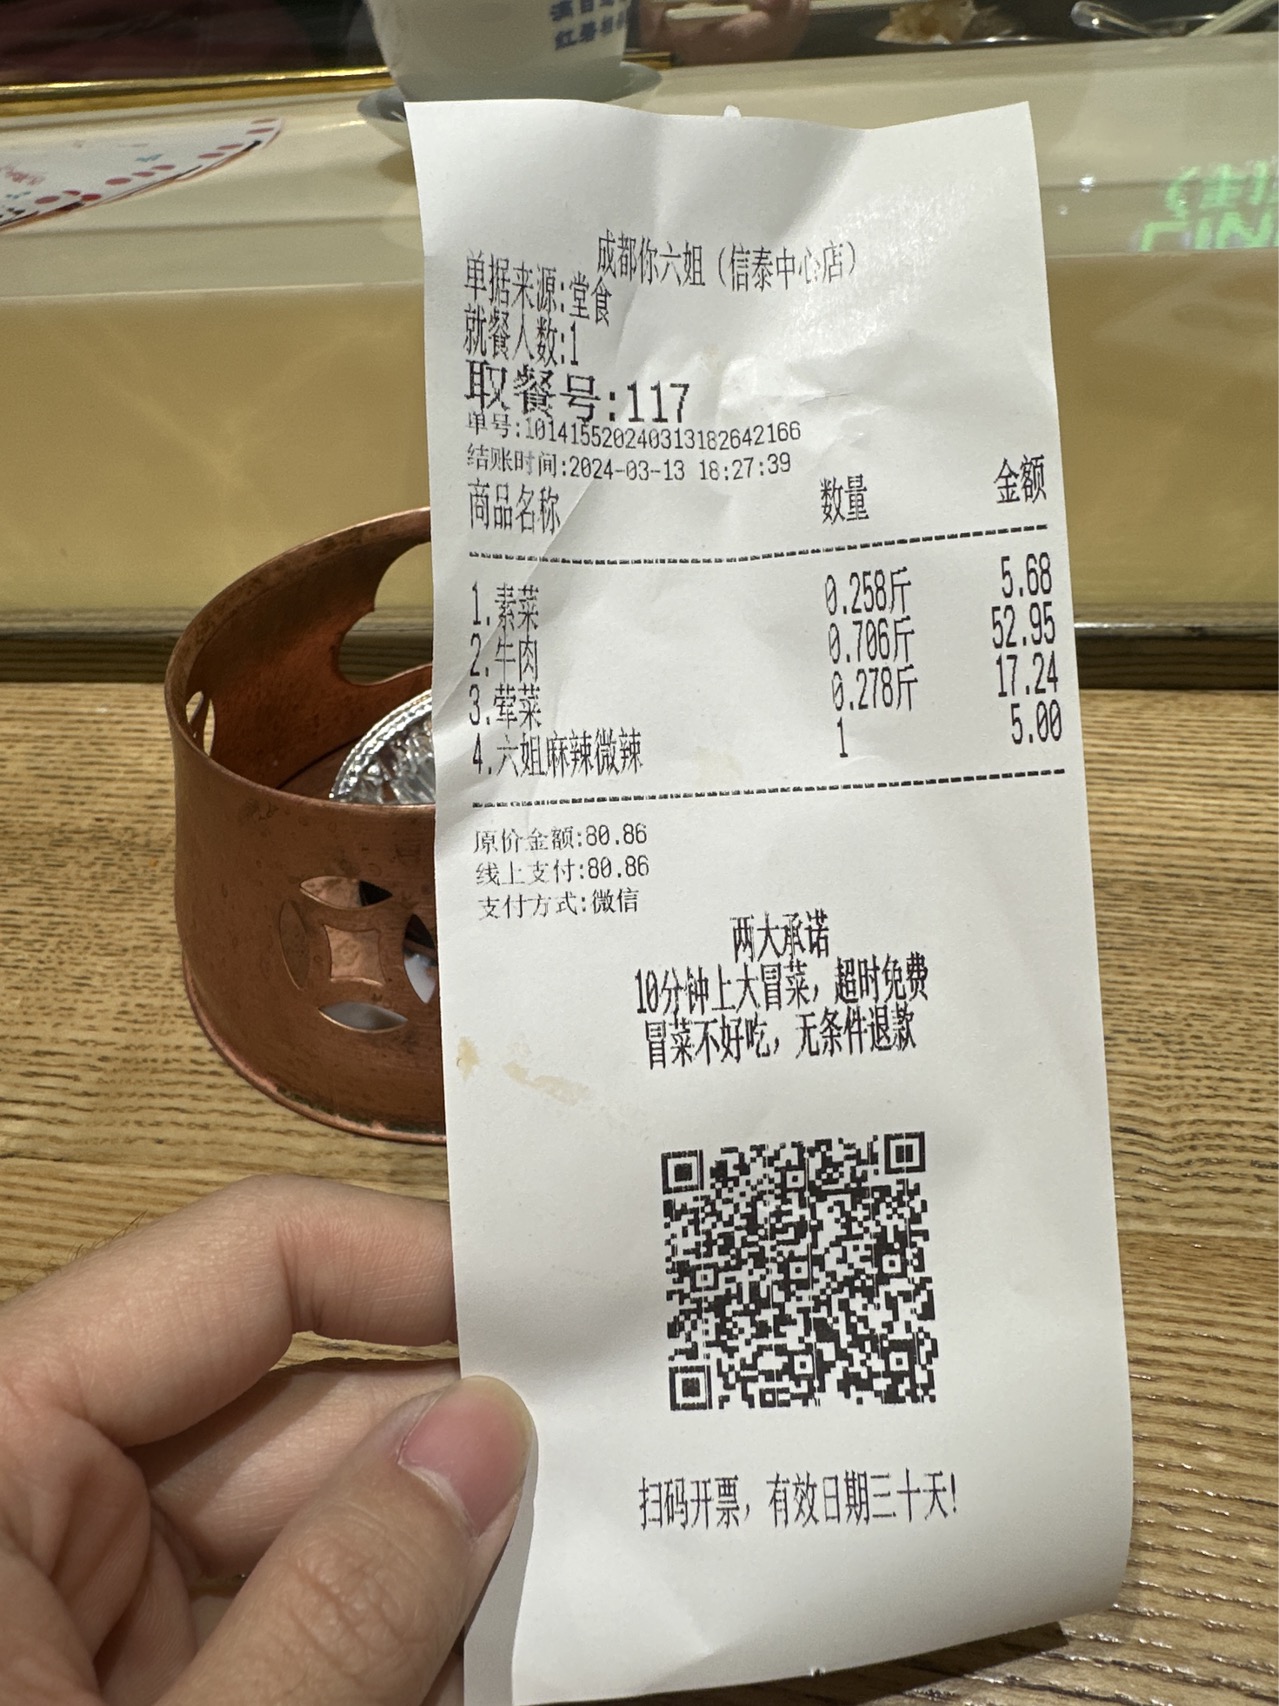 成都你六姐（信泰中心店）
单据来源:堂食
就餐人数:1
取餐号:117
单号:101415520240313182642166
结账时间:2024-03-13 18:27:39
商品名称 数量 金额
1.素菜 0.258斤 5.68
2.牛肉 0.706斤 52.95
3.荤菜 0.278斤 17.24
4.六姐麻辣微辣 1 5.00
原价金额:80.86
线上支付:80.86
支付方式:微信
两大承诺
10分钟上大冒菜，超时免费
冒菜不好吃，无条件退款
扫码开票，有效日期三十天!